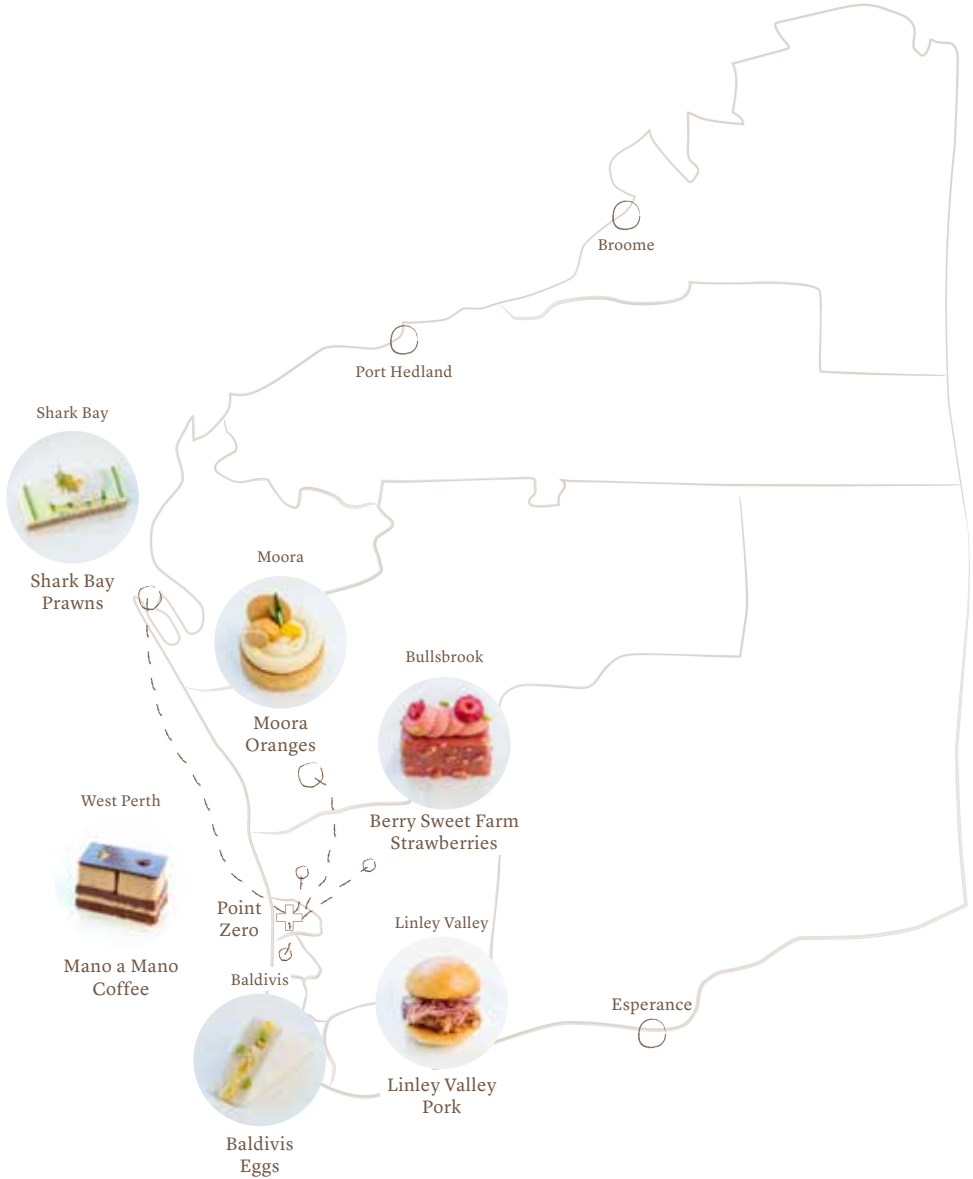 Broome
Port Hedland
Shark Bay
Shark Bay
Prawns
Moora
Moora
Oranges
Bullsbrook
Berry Sweet Farm
Strawberries
West Perth
Mano a Mano
Coffee
Point
Zero
Linley Valley
Linley Valley
Pork
Baldivis
Baldivis
Eggs
Esperance